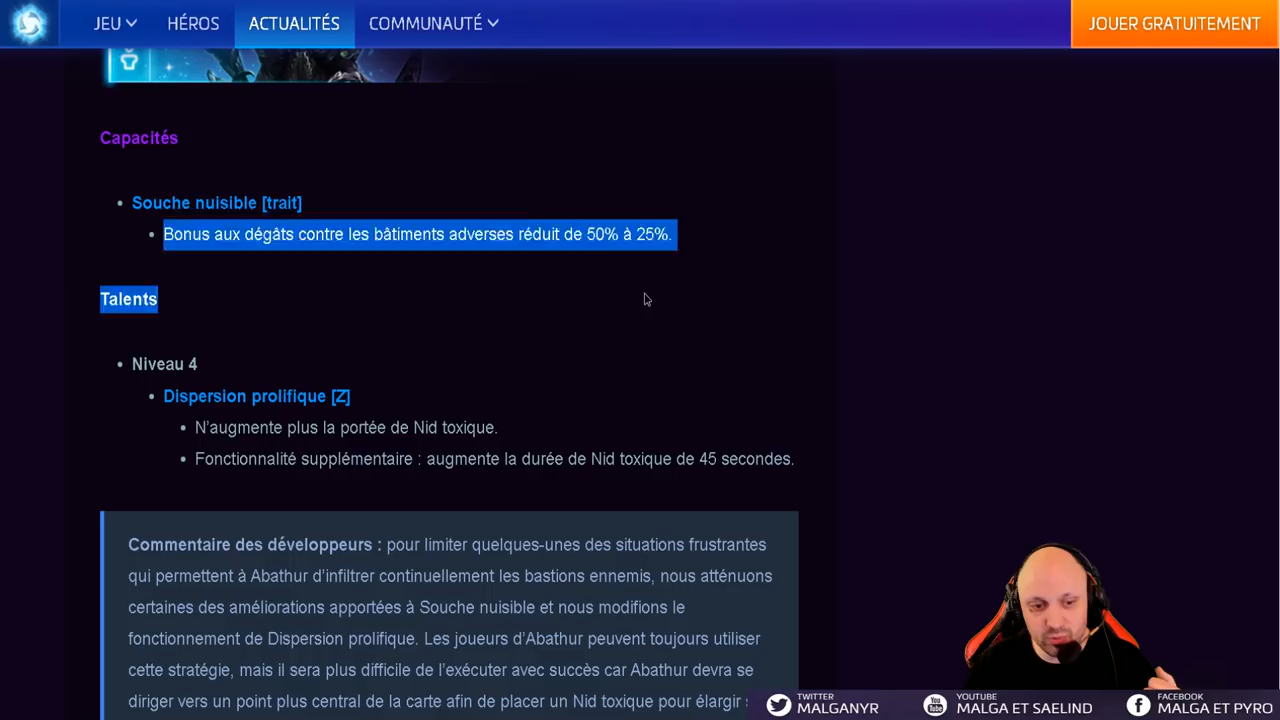 JEU
HÉROS
ACTUALITÉS
COMMUNAUTÉ
JOUER GRATUITEMENT
Capacités
Souche nuisible [trait]
Bonus aux dégâts contre les bâtiments adverses réduit de 50% à 25%.
Talents
Niveau 4
Dispersion prolifique [Z]
N’augmente plus la portée de Nid toxique.
Fonctionnalité supplémentaire : augmente la durée de Nid toxique de 45 secondes.
Commentaire des développeurs : pour limiter quelques-unes des situations frustrantes
qui permettent à Abathur d’infiltrer continuellement les bastions ennemis, nous atténuons
certaines des améliorations apportées à Souche nuisible et nous modifions le
fonctionnement de Dispersion prolifique. Les joueurs d’Abathur peuvent toujours utiliser
cette stratégie, mais il sera plus difficile de l’exécuter avec succès car Abathur devra se
diriger vers un point plus central de la carte afin de placer un Nid toxique pour élargir
TWITTER
MALGANYR
YOUTUBE
MALGA ET SAELIND
FACEBOOK
MALGA ET PYRO